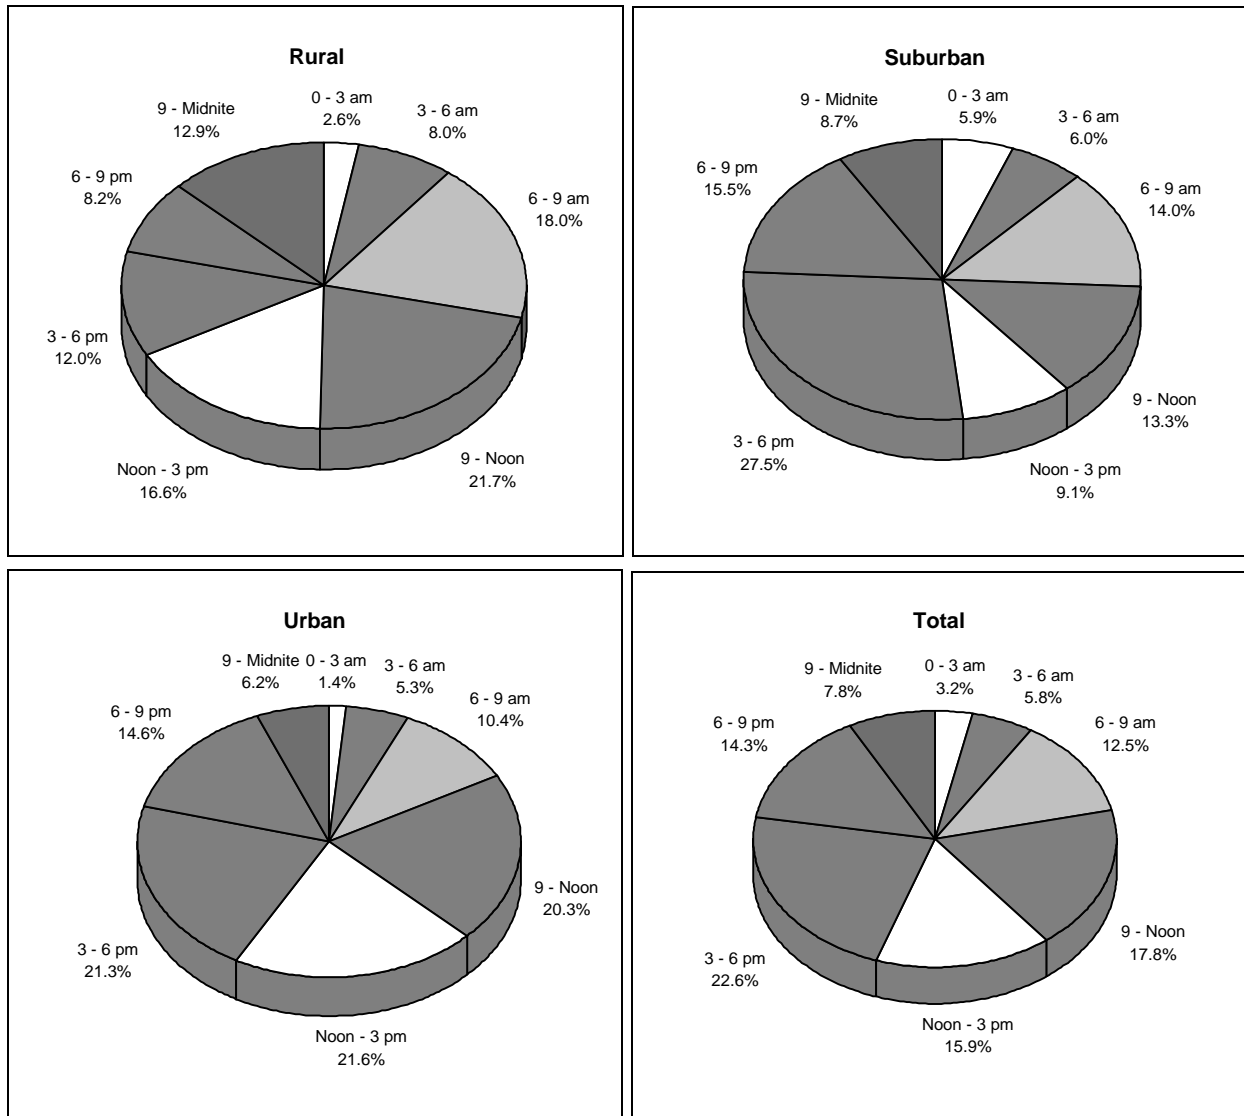 Rural
0 - 3 am
2.6%
3 - 6 am
8.0%
6 - 9 am
18.0%
9 - Noon
21.7%
Noon - 3 pm
16.6%
3 - 6 pm
12.0%
6 - 9 pm
8.2%
9 - Midnite
12.9%
Suburban
0 - 3 am
5.9%
3 - 6 am
6.0%
6 - 9 am
14.0%
9 - Noon
13.3%
Noon - 3 pm
9.1%
3 - 6 pm
27.5%
6 - 9 pm
15.5%
9 - Midnite
8.7%
Urban
0 - 3 am
1.4%
3 - 6 am
5.3%
6 - 9 am
10.4%
9 - Noon
20.3%
Noon - 3 pm
21.6%
3 - 6 pm
21.3%
6 - 9 pm
14.6%
9 - Midnite
6.2%
Total
0 - 3 am
3.2%
3 - 6 am
5.8%
6 - 9 am
12.5%
9 - Noon
17.8%
Noon - 3 pm
15.9%
3 - 6 pm
22.6%
6 - 9 pm
14.3%
9 - Midnite
7.8%